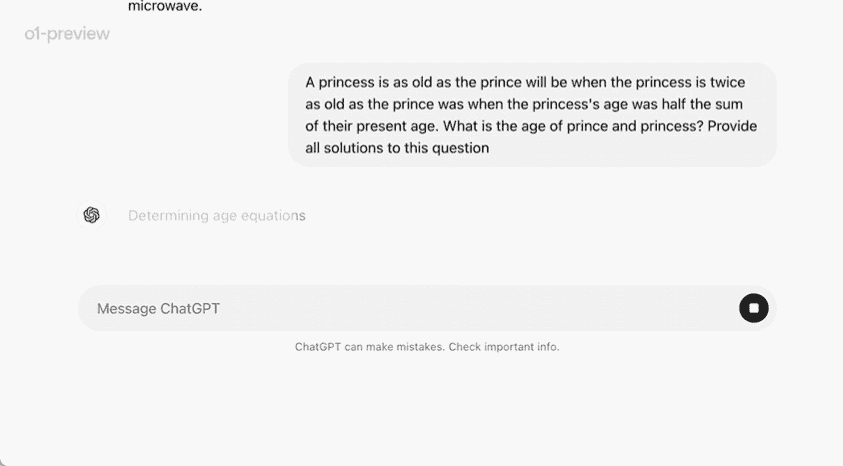 microwave.
o1-preview
A princess is as old as the prince will be when the princess is twice
as old as the prince was when the princess's age was half the sum
of their present age. What is the age of prince and princess? Provide
all solutions to this question
Determining age equations
Message ChatGPT
ChatGPT can make mistakes. Check important info.